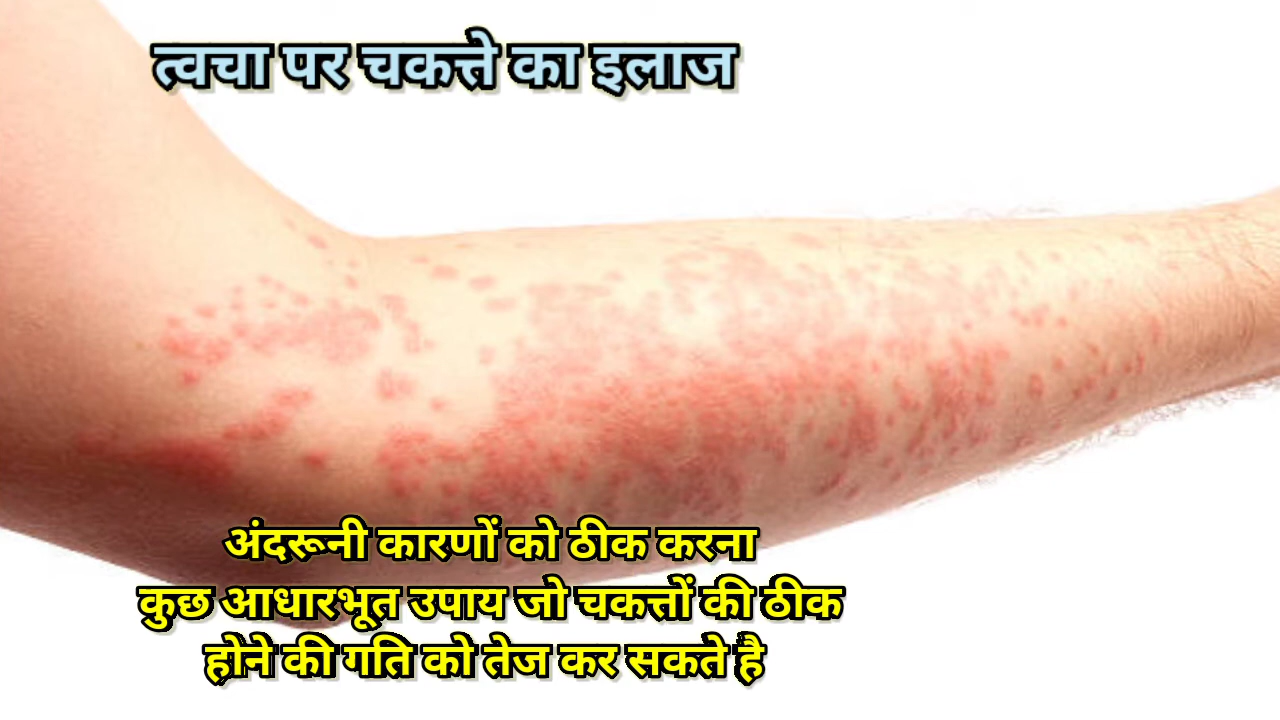 त्वचा पर चकत्ते का इलाज
अंदरूनी कारणों को ठीक करना
कुछ आधारभूत उपाय जो चकत्तों की ठीक
होने की गति को तेज कर सकते है